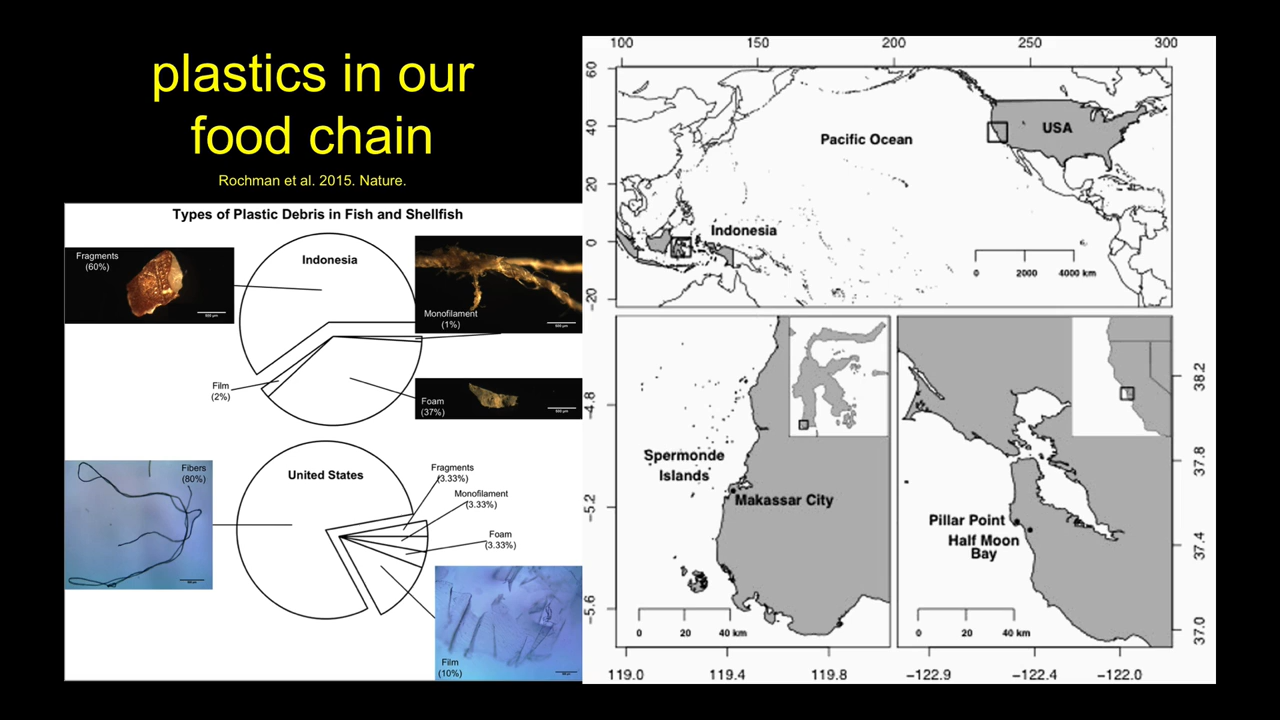 plastics in our
food chain
Rochman et al. 2015. Nature.
Types of Plastic Debris in Fish and Shellfish
Fragments
(60%)
Indonesia
Monofilament
(1%)
Film
(2%)
Foam
(37%)
Fibers
(80%)
United States
Fragments
(3.33%)
Monofilament
(3.33%)
Foam
(3.33%)
Film
(10%)
100 150 200 250 300
60
40
20
0
−20
Pacific Ocean
USA
Indonesia
0 2000 4000 km
−4.8
−5.2
−5.6
Spermonde
Islands
Makassar City
0 20 40 km
119.0 119.4 119.8
Pillar Point
Half Moon
Bay
0 20 40 km
38.2
37.8
37.4
37.0
−122.9 −122.4 −122.0